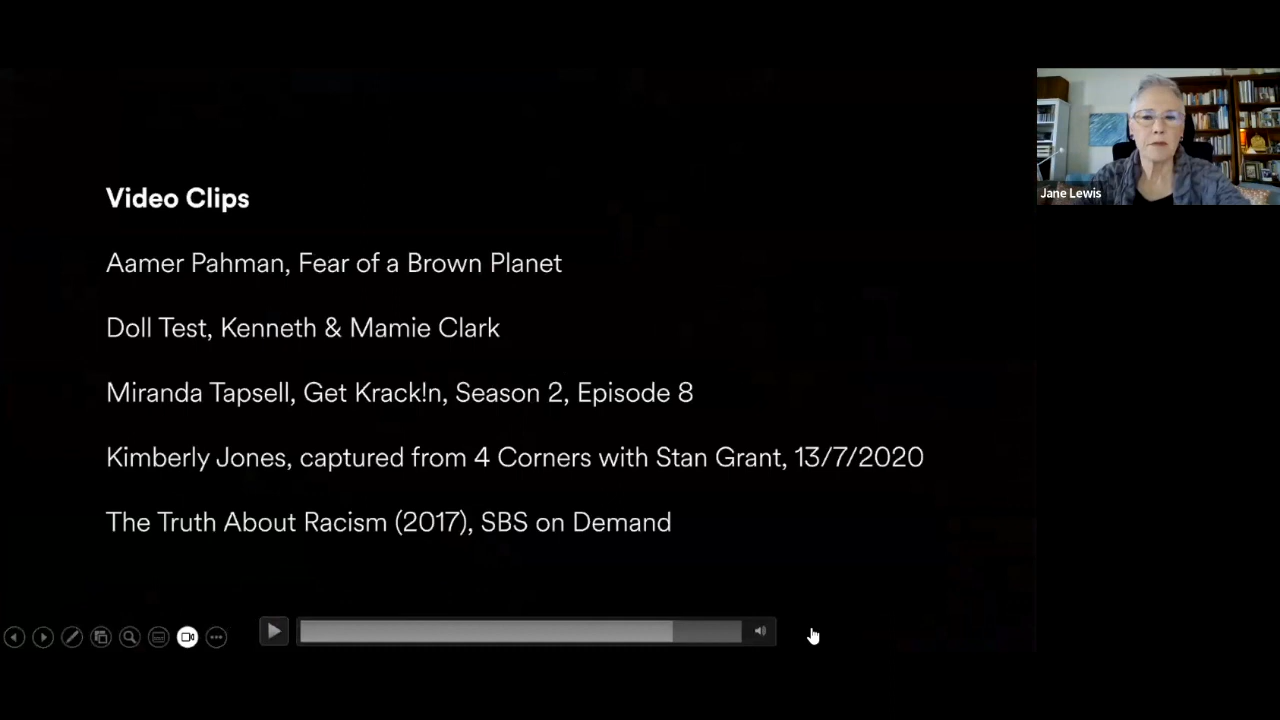 Video Clips
Aamer Pahman, Fear of a Brown Planet
Doll Test, Kenneth & Mamie Clark
Miranda Tapsell, Get Krack!n, Season 2, Episode 8
Kimberly Jones, captured from 4 Corners with Stan Grant, 13/7/2020
The Truth About Racism (2017), SBS on Demand
Jane Lewis